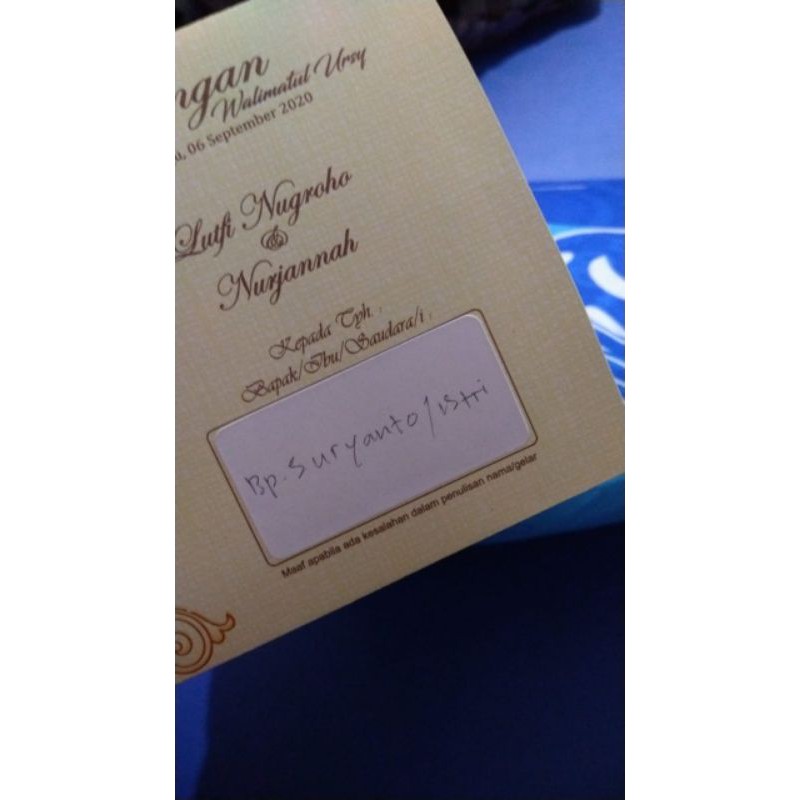 Walimatul Ursy
06 September 2020
Lutfi Nugroho
&
Nurjannah
Kepada Yth. :
Bapak/Ibu/Saudara/i :
Bp. Suryanto / istri
Maaf apabila ada kesalahan dalam penulisan nama/gelar